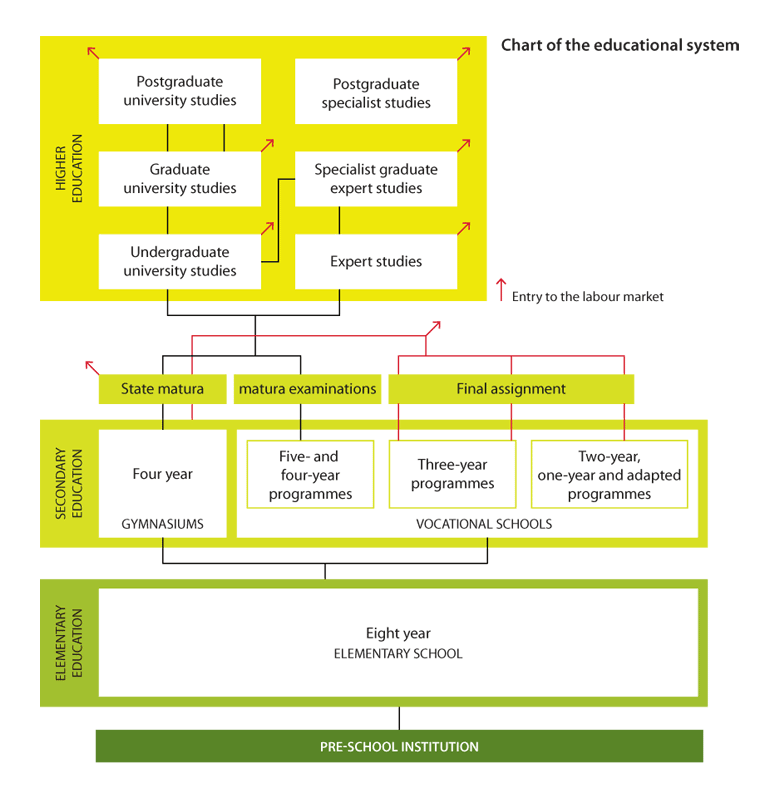 Chart of the educational system
HIGHER
EDUCATION
Postgraduate
university studies
Postgraduate
specialist studies
Graduate
university studies
Specialist graduate
expert studies
Undergraduate
university studies
Expert studies
Entry to the labour market
State matura
matura examinations
Final assignment
SECONDARY
EDUCATION
Four year
GYMNASIUMS
Five- and
four-year
programmes
Three-year
programmes
Two-year,
one-year and adapted
programmes
VOCATIONAL SCHOOLS
ELEMENTARY
EDUCATION
Eight year
ELEMENTARY SCHOOL
PRE-SCHOOL INSTITUTION